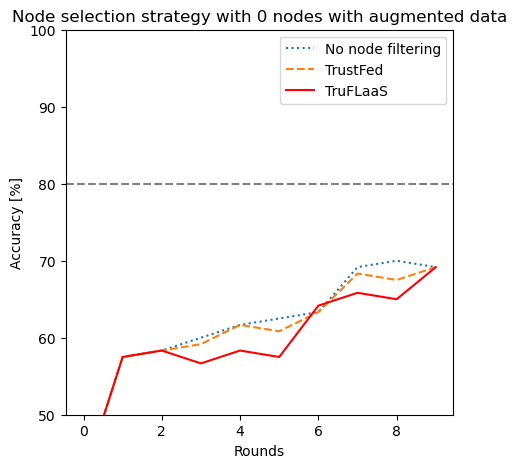 Node selection strategy with 0 nodes with augmented data
No node filtering
TrustFed
TruFLaaS
Accuracy [%]
100
90
80
70
60
50
0 2 4 6 8
Rounds